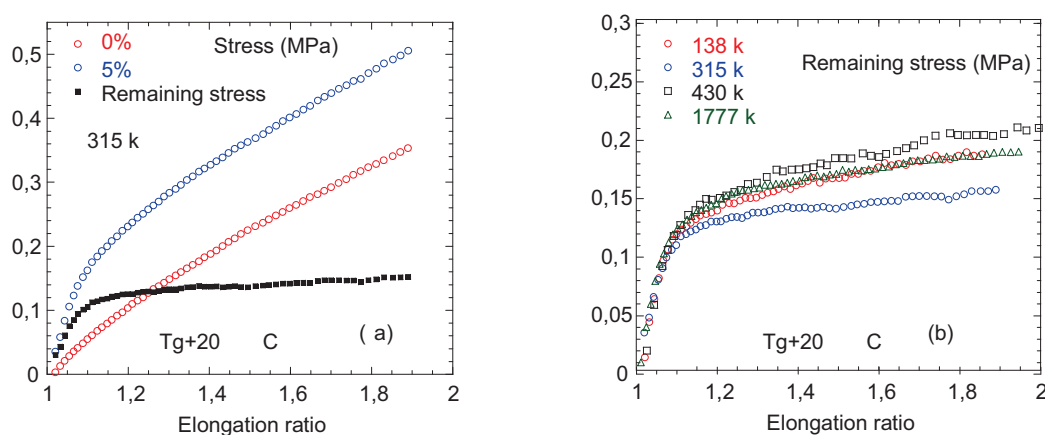 0%
5%
Remaining stress
Stress (MPa)
315 k
0,5
0,4
0,3
0,2
0,1
0
Tg+20 C
( a)
1 1,2 1,4 1,6 1,8 2
Elongation ratio
138 k
315 k
430 k
1777 k
Remaining stress (MPa)
0,3
0,25
0,2
0,15
0,1
0,05
0
Tg+20 C
(b)
1 1,2 1,4 1,6 1,8 2
Elongation ratio